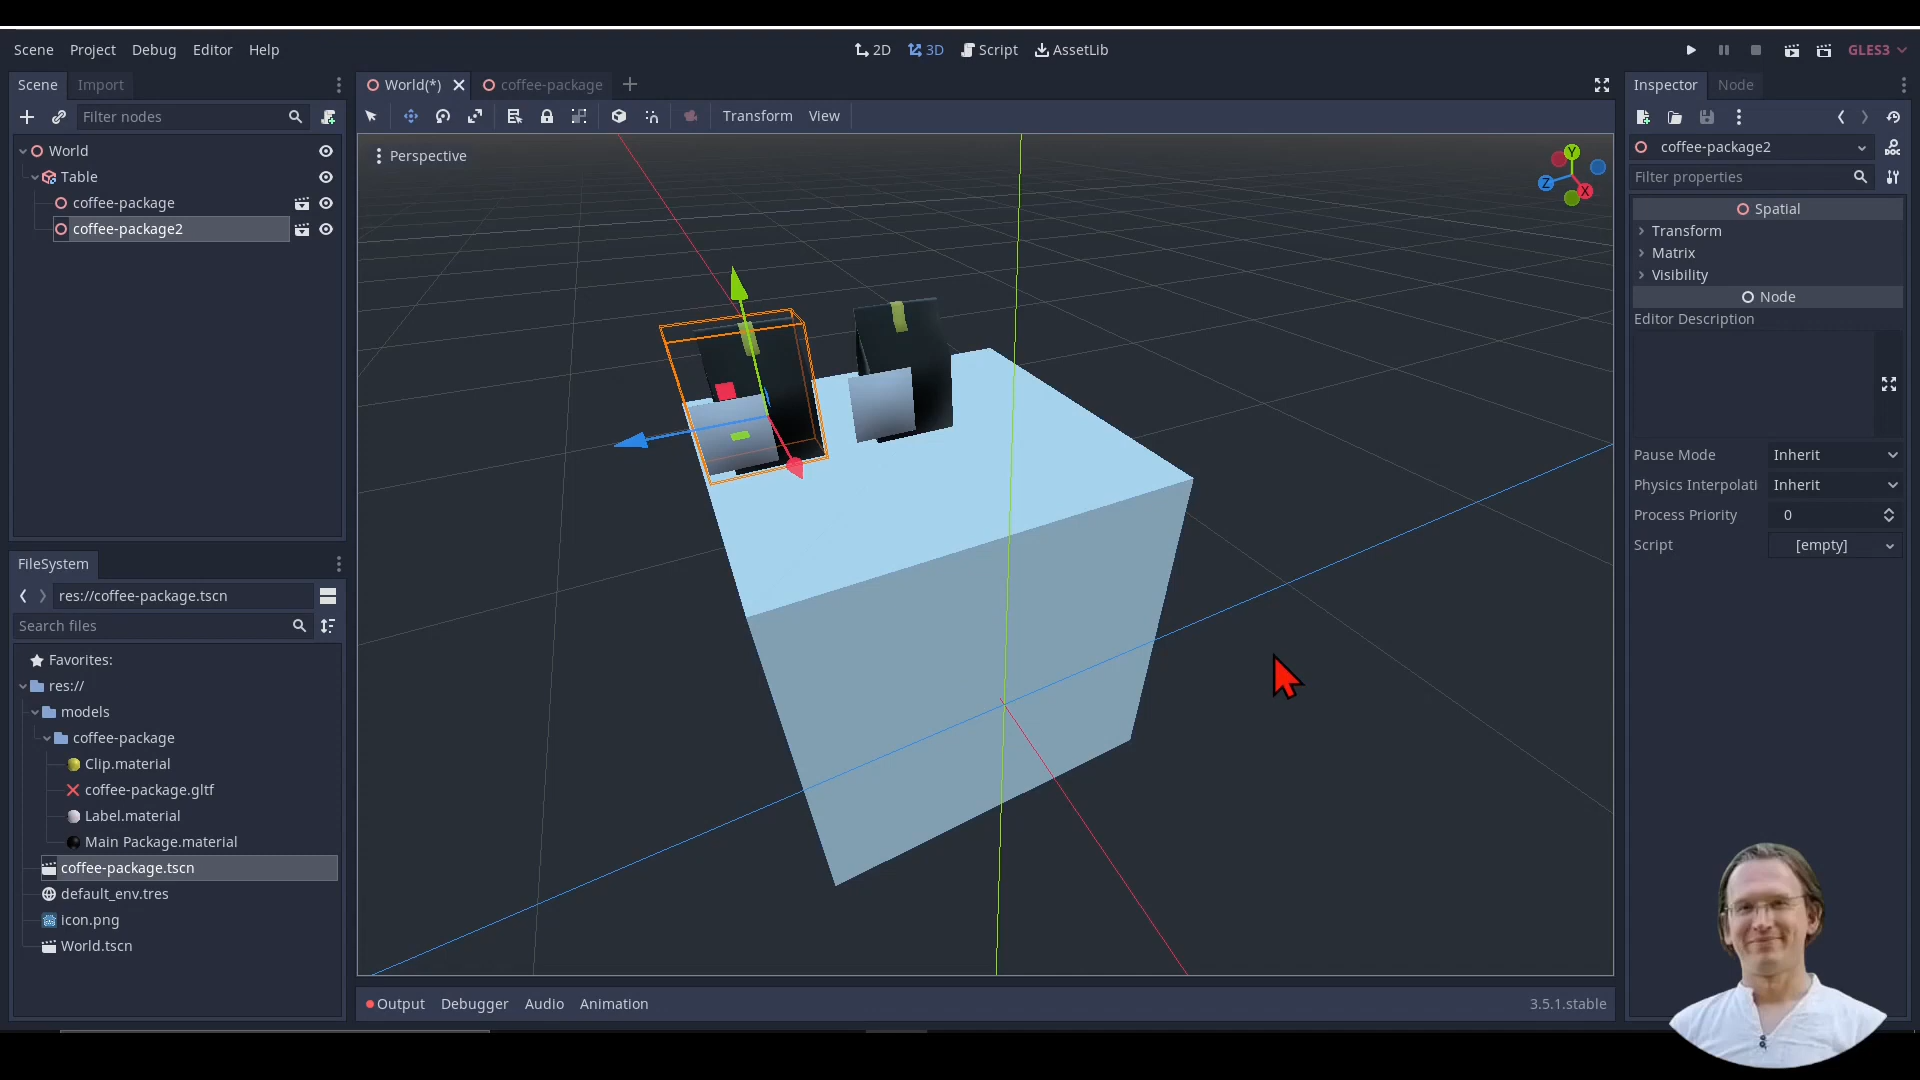 Scene Project Debug Editor Help
2D 3D Script AssetLib
GLES3
Scene Import
Filter nodes
World
Table
coffee-package
coffee-package2
FileSystem
res://coffee-package.tscn
Search files
Favorites:
res://
models
coffee-package
Clip.material
coffee-package.gltf
Label.material
Main Package.material
coffee-package.tscn
default_env.tres
icon.png
World.tscn
World(*) coffee-package
Transform View
Perspective
Y
Z
X
Output Debugger Audio Animation
3.5.1.stable
Inspector Node
coffee-package2
Filter properties
Spatial
Transform
Matrix
Visibility
Node
Editor Description
Pause Mode Inherit
Physics Interpolati Inherit
Process Priority 0
Script [empty]